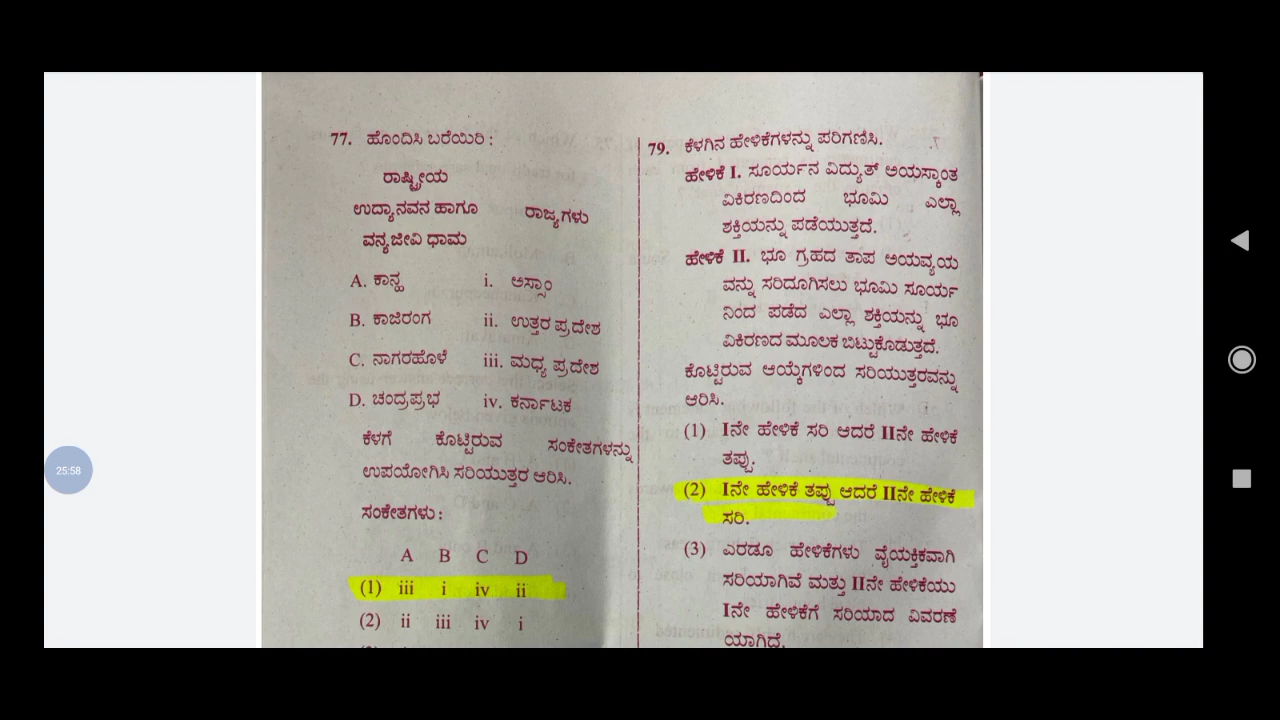 77. ಹೊಂದಿಸಿ ಬರೆಯಿರಿ :
ರಾಷ್ಟ್ರೀಯ
ಉದ್ಯಾನವನ ಹಾಗೂ ರಾಜ್ಯಗಳು
ವನ್ಯಜೀವಿ ಧಾಮ
A. ಕಾನ್ಹ i. ಅಸ್ಸಾಂ
B. ಕಾಜಿರಂಗ ii. ಉತ್ತರ ಪ್ರದೇಶ
C. ನಾಗರಹೊಳೆ iii. ಮಧ್ಯ ಪ್ರದೇಶ
D. ಚಂದ್ರಪ್ರಭ iv. ಕರ್ನಾಟಕ
ಕೆಳಗೆ ಕೊಟ್ಟಿರುವ ಸಂಕೇತಗಳನ್ನು
ಉಪಯೋಗಿಸಿ ಸರಿಯುತ್ತರ ಆರಿಸಿ.
ಸಂಕೇತಗಳು :
A B C D
(1) iii i iv ii
(2) ii iii iv i
79. ಕೆಳಗಿನ ಹೇಳಿಕೆಗಳನ್ನು ಪರಿಗಣಿಸಿ.
ಹೇಳಿಕೆ I. ಸೂರ್ಯನ ವಿದ್ಯುತ್ ಅಯಸ್ಕಾಂತ
ವಿಕಿರಣದಿಂದ ಭೂಮಿ ಎಲ್ಲಾ
ಶಕ್ತಿಯನ್ನು ಪಡೆಯುತ್ತದೆ.
ಹೇಳಿಕೆ II. ಭೂ ಗ್ರಹದ ತಾಪ ಆಯವ್ಯಯ
ವನ್ನು ಸರಿದೂಗಿಸಲು ಭೂಮಿ ಸೂರ್ಯ
ನಿಂದ ಪಡೆದ ಎಲ್ಲಾ ಶಕ್ತಿಯನ್ನು ಭೂ
ವಿಕಿರಣದ ಮೂಲಕ ಬಿಟ್ಟುಕೊಡುತ್ತದೆ.
ಕೊಟ್ಟಿರುವ ಆಯ್ಕೆಗಳಿಂದ ಸರಿಯುತ್ತರವನ್ನು
ಆರಿಸಿ.
(1) Iನೇ ಹೇಳಿಕೆ ಸರಿ ಆದರೆ IIನೇ ಹೇಳಿಕೆ
ತಪ್ಪು.
(2) Iನೇ ಹೇಳಿಕೆ ತಪ್ಪು ಆದರೆ IIನೇ ಹೇಳಿಕೆ
ಸರಿ.
(3) ಎರಡೂ ಹೇಳಿಕೆಗಳು ವೈಯಕ್ತಿಕವಾಗಿ
ಸರಿಯಾಗಿವೆ ಮತ್ತು IIನೇ ಹೇಳಿಕೆಯು
Iನೇ ಹೇಳಿಕೆಗೆ ಸರಿಯಾದ ವಿವರಣೆ
ಯಾಗಿದೆ.
25:58